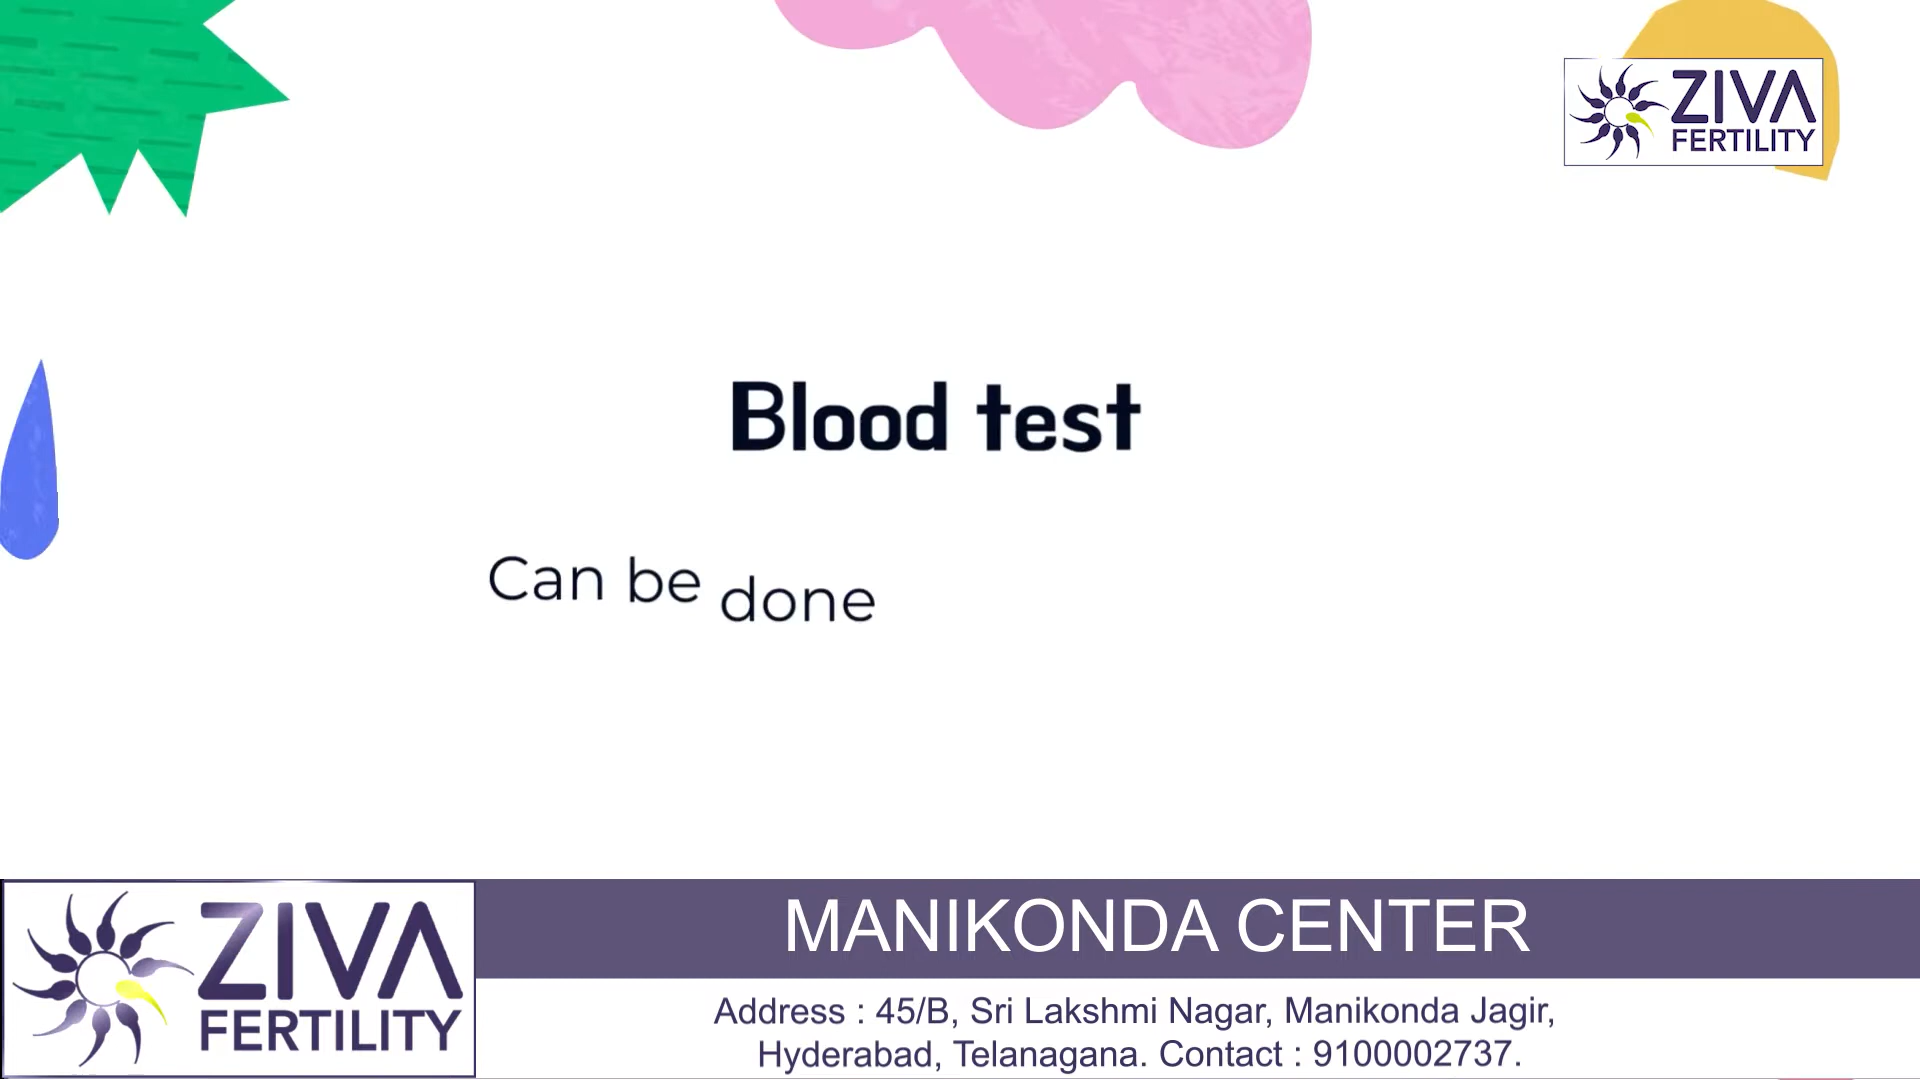 ZIVA
FERTILITY
Blood test
Can be done
ZIVA
FERTILITY
MANIKONDA CENTER
Address : 45/B, Sri Lakshmi Nagar, Manikonda Jagir,
Hyderabad, Telanagana. Contact : 9100002737.